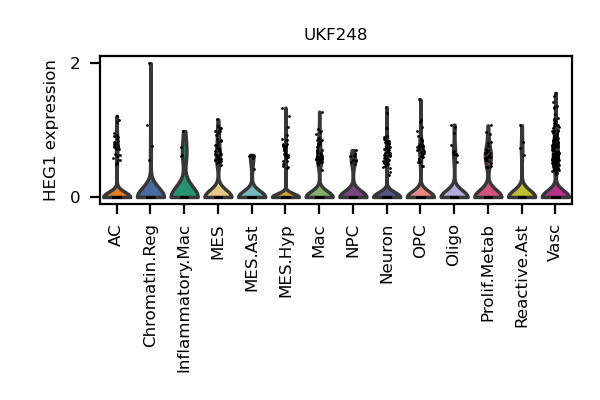 UKF248
HEG1 expression
2
0
AC
Chromatin.Reg
Inflammatory.Mac
MES
MES.Ast
MES.Hyp
Mac
NPC
Neuron
OPC
Oligo
Prolif.Metab
Reactive.Ast
Vasc